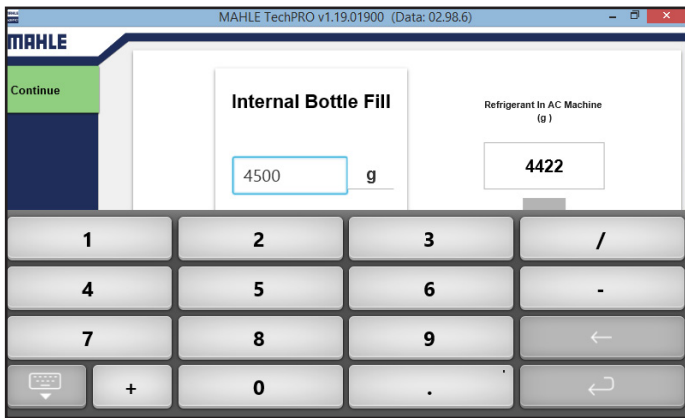 MAHLE TechPRO v1.19.01900 (Data: 02.98.6)
MAHLE
Continue
Internal Bottle Fill
4500 g
Refrigerant In AC Machine
(g )
4422
1 2 3 /
4 5 6 -
7 8 9 ←
+ 0 .